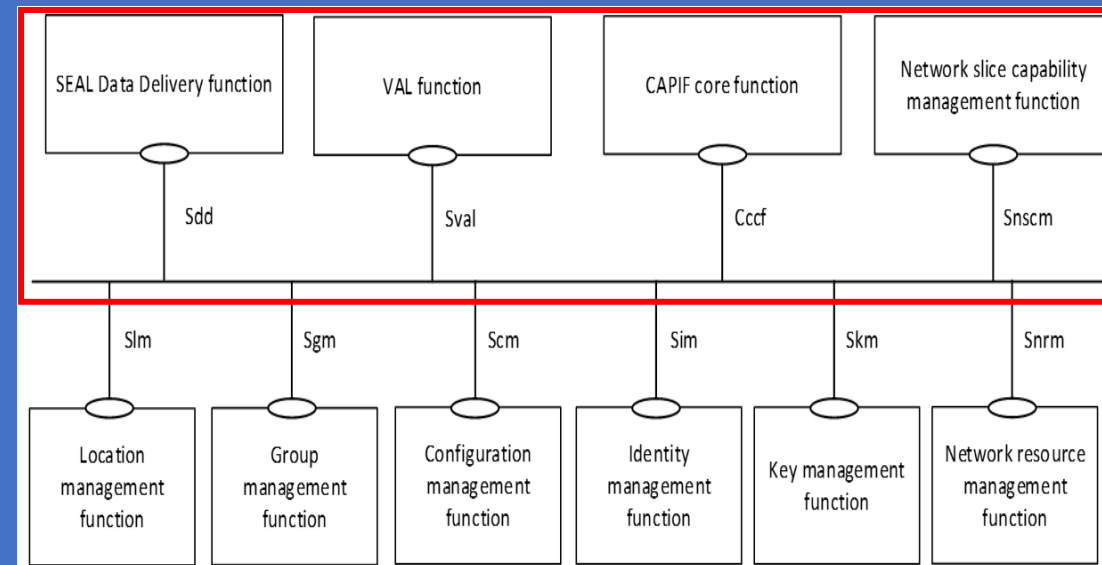 SEAL Data Delivery function
VAL function
CAPIF core function
Network slice capability
management function
Sdd
Sval
Cccf
Snscm
Slm
Sgm
Scm
Sim
Skm
Snrm
Location
management
function
Group
management
function
Configuration
management
function
Identity
management
function
Key management
function
Network resource
management
function